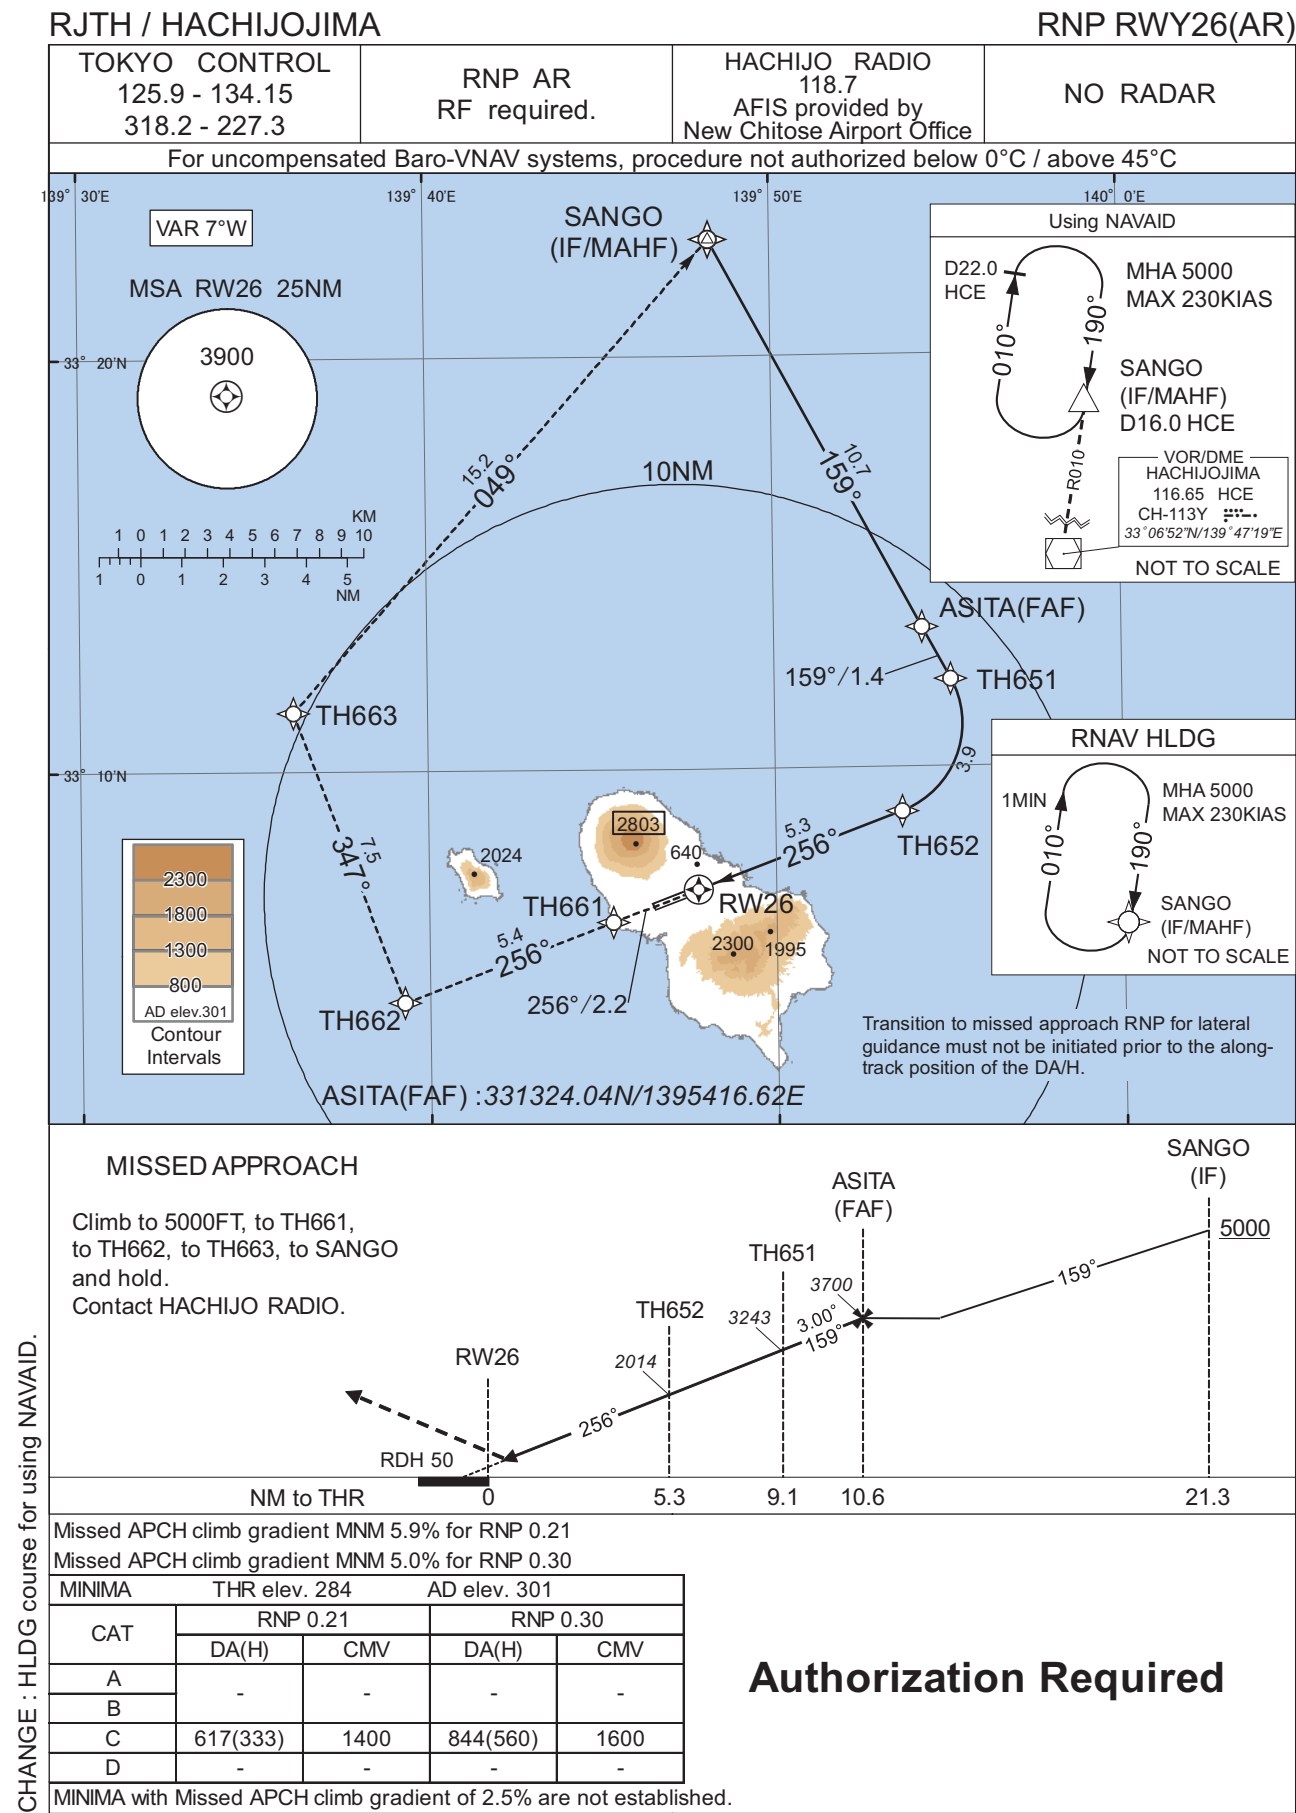 RJTH / HACHIJOJIMA
RNP RWY26(AR)
TOKYO CONTROL
125.9 - 134.15
318.2 - 227.3
RNP AR
RF required.
HACHIJO RADIO
118.7
AFIS provided by
New Chitose Airport Office
NO RADAR
For uncompensated Baro-VNAV systems, procedure not authorized below 0°C / above 45°C
139° 30'E
139° 40'E
139° 50'E
140° 0'E
VAR 7°W
MSA RW26 25NM
3900
33° 20'N
KM
1 0 1 2 3 4 5 6 7 8 9 10
1 0 1 2 3 4 5
NM
SANGO
(IF/MAHF)
15.2
049°
10NM
10.7
159°
Using NAVAID
D22.0
HCE
MHA 5000
MAX 230KIAS
010°
190°
SANGO
(IF/MAHF)
D16.0 HCE
R010
VOR/DME
HACHIJOJIMA
116.65 HCE
CH-113Y
33°06'52"N/139°47'19"E
NOT TO SCALE
ASITA(FAF)
159°/1.4
TH651
TH663
3.9
33° 10'N
RNAV HLDG
1MIN
MHA 5000
MAX 230KIAS
010°
190°
SANGO
(IF/MAHF)
NOT TO SCALE
7.5
347°
2803
640
2024
5.3
256°
TH652
RW26
TH661
5.4
256°
2300
1995
256°/2.2
TH662
2300
1800
1300
800
AD elev.301
Contour
Intervals
Transition to missed approach RNP for lateral
guidance must not be initiated prior to the along-
track position of the DA/H.
ASITA(FAF) :331324.04N/1395416.62E
MISSED APPROACH
Climb to 5000FT, to TH661,
to TH662, to TH663, to SANGO
and hold.
Contact HACHIJO RADIO.
SANGO
(IF)
5000
ASITA
(FAF)
159°
TH651
3700
3243
3.00°
159°
TH652
2014
RW26
256°
RDH 50
NM to THR
0
5.3
9.1
10.6
21.3
Missed APCH climb gradient MNM 5.9% for RNP 0.21
Missed APCH climb gradient MNM 5.0% for RNP 0.30
MINIMA THR elev. 284 AD elev. 301
CAT RNP 0.21 RNP 0.30
DA(H) CMV DA(H) CMV
A
- - - -
B
C 617(333) 1400 844(560) 1600
D - - - -
MINIMA with Missed APCH climb gradient of 2.5% are not established.
Authorization Required
CHANGE : HLDG course for using NAVAID.